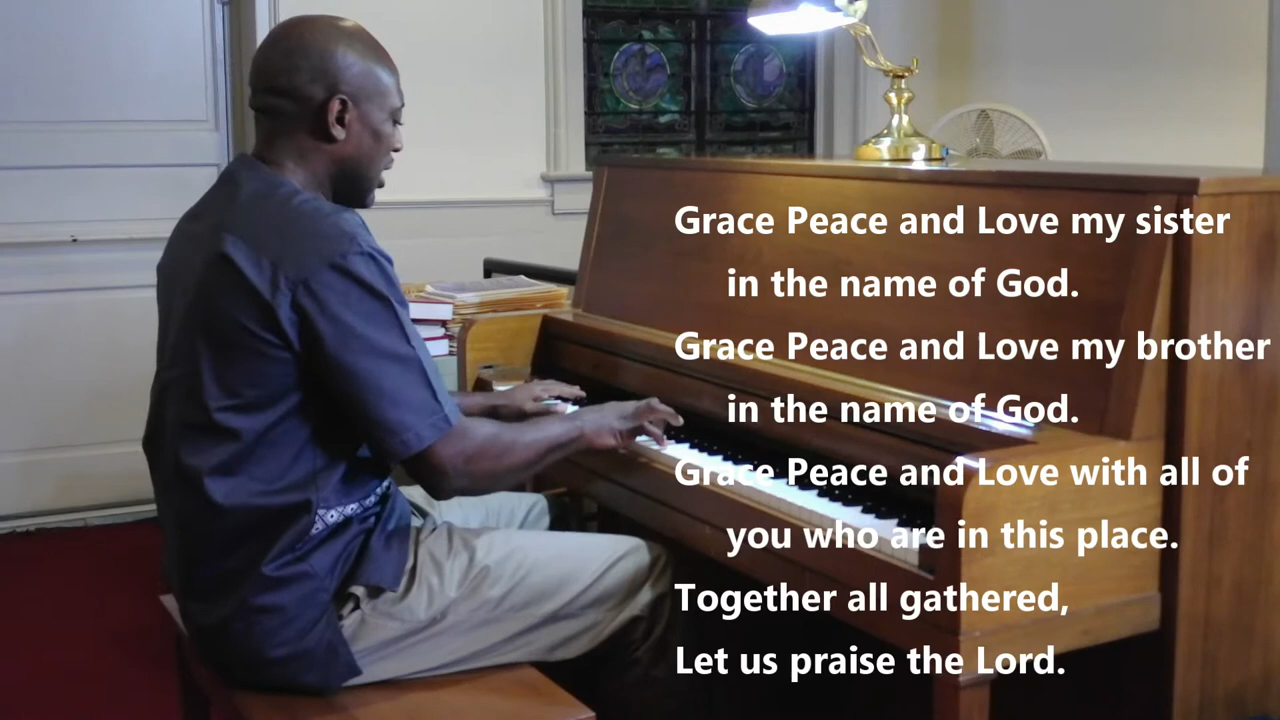 Grace Peace and Love my sister
in the name of God.
Grace Peace and Love my brother
in the name of God.
Grace Peace and Love with all of
you who are in this place.
Together all gathered,
Let us praise the Lord.